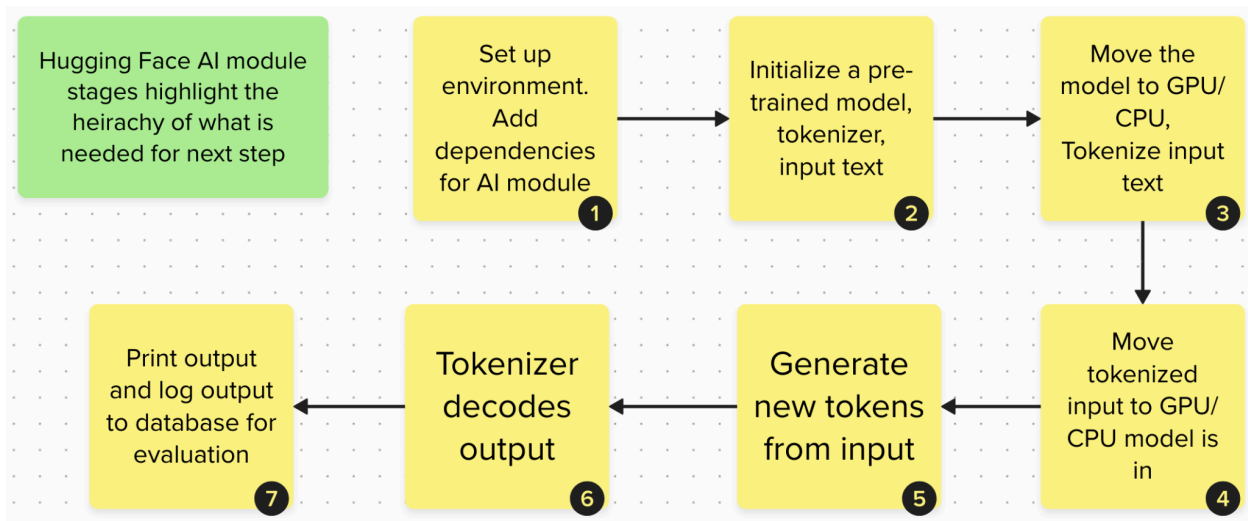 Hugging Face AI module
stages highlight the
heirachy of what is
needed for next step
Set up
environment.
Add
dependencies
for AI module
1
Initialize a pre-
trained model,
tokenizer,
input text
2
Move the
model to GPU/
CPU,
Tokenize input
text
3
Move
tokenized
input to GPU/
CPU model is
in
4
Generate
new tokens
from input
5
Tokenizer
decodes
output
6
Print output
and log output
to database for
evaluation
7